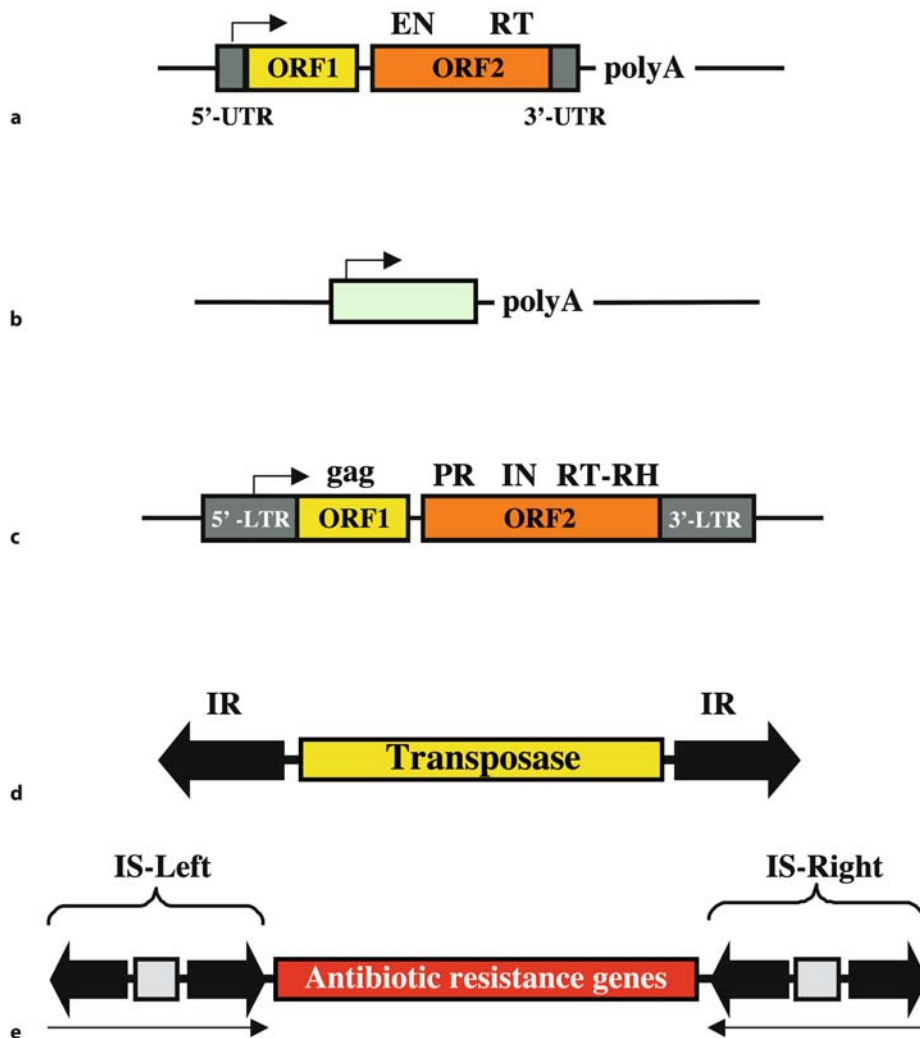 EN RT
ORF1 ORF2 polyA
5’-UTR 3’-UTR
a
polyA
b
gag PR IN RT-RH
5’ -LTR ORF1 ORF2 3’-LTR
c
IR IR
Transposase
d
IS-Left IS-Right
Antibiotic resistance genes
e